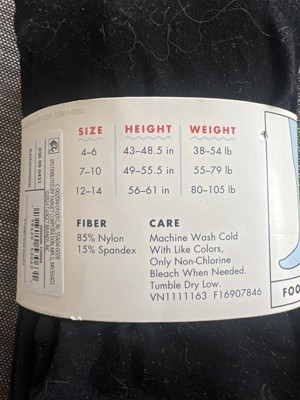 SIZE HEIGHT WEIGHT
4–6 43–48.5 in 38–54 lb
7–10 49–55.5 in 55–79 lb
12–14 56–61 in 80–105 lb
FIBER
85% Nylon
15% Spandex
CARE
Machine Wash Cold
With Like Colors,
Only Non-Chlorine
Bleach When Needed.
Tumble Dry Low.
VN1111163 F16907846
FOO